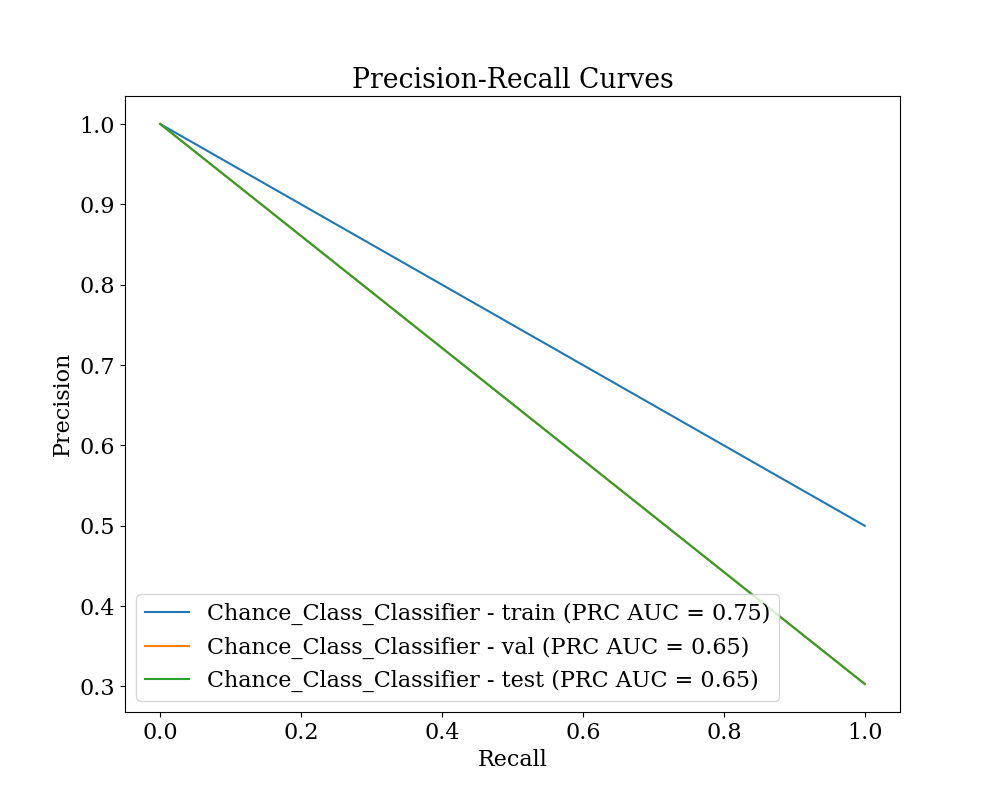 Precision-Recall Curves
1.0
0.9
0.8
0.7
0.6
0.5
0.4
0.3
Precision
Chance_Class_Classifier - train (PRC AUC = 0.75)
Chance_Class_Classifier - val (PRC AUC = 0.65)
Chance_Class_Classifier - test (PRC AUC = 0.65)
0.0 0.2 0.4 0.6 0.8 1.0
Recall